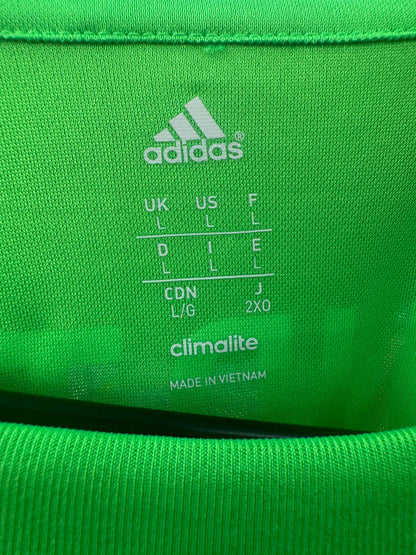 adidas®
UK US F
L L L
D I E
L L L
CDN J
L/G 2XO
climalite
MADE IN VIETNAM